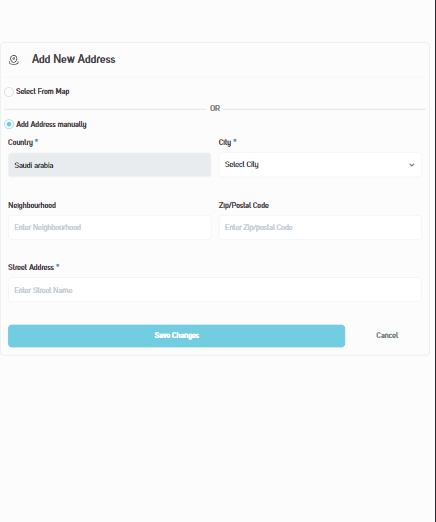 Add New Address
Select From Map
OR
Add Address manually
Country * City *
Saudi arabia Select City
Neighbourhood Zip/Postal Code
Enter Neighbourhood Enter Zip/postal Code
Street Address *
Enter Street Name
Save Changes Cancel